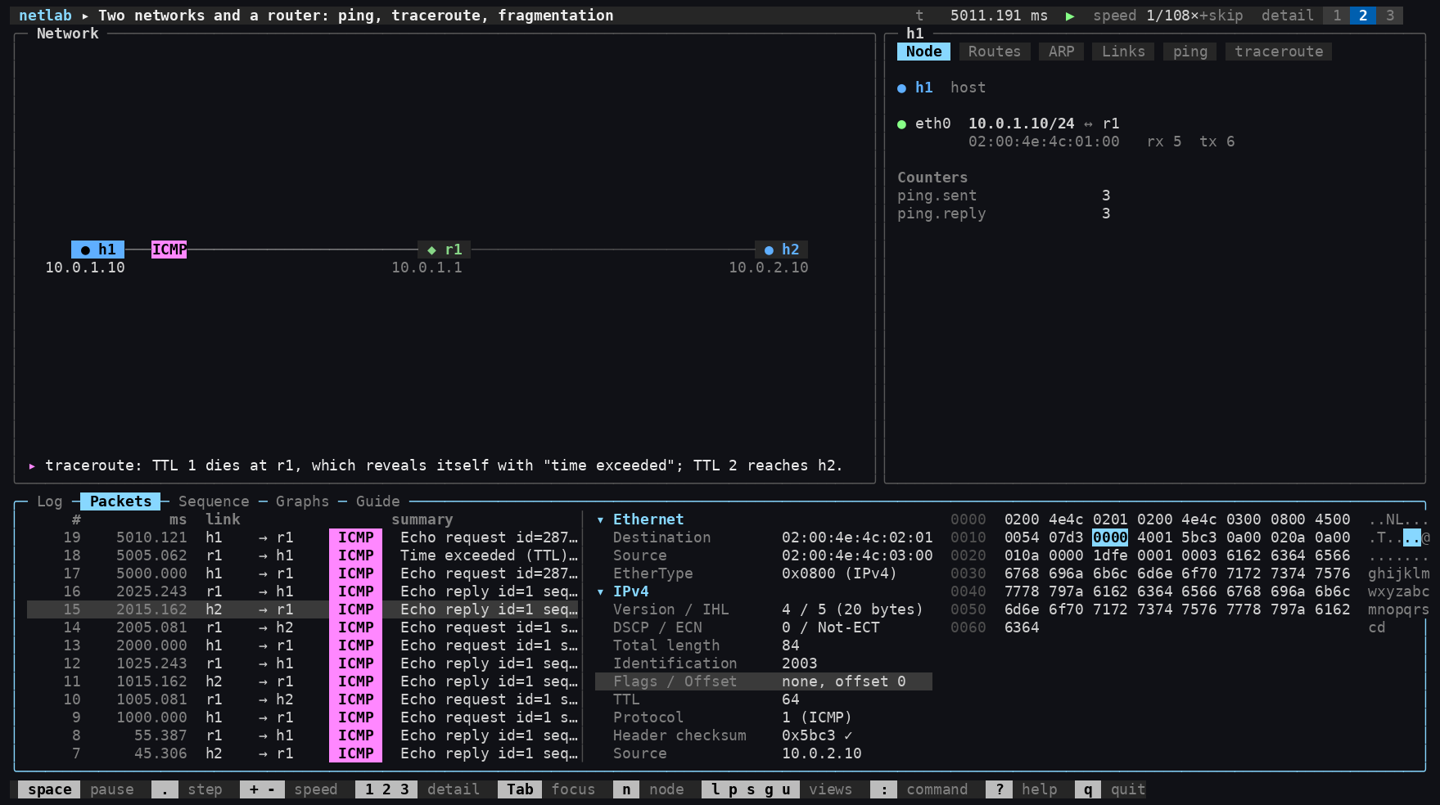 netlab ▸ Two networks and a router: ping, traceroute, fragmentation t 5011.191 ms ▶ speed 1/108×+skip detail 1 2 3
Network
● h1 ICMP ◆ r1 ● h2
10.0.1.10 10.0.1.1 10.0.2.10
▸ traceroute: TTL 1 dies at r1, which reveals itself with "time exceeded"; TTL 2 reaches h2.
h1
Node Routes ARP Links ping traceroute
● h1 host
● eth0 10.0.1.10/24 ↔ r1
02:00:4e:4c:01:00 rx 5 tx 6
Counters
ping.sent 3
ping.reply 3
Log Packets Sequence Graphs Guide
# ms link summary
19 5010.121 h1 → r1 ICMP Echo request id=287…
18 5005.062 r1 → h1 ICMP Time exceeded (TTL)…
17 5000.000 h1 → r1 ICMP Echo request id=287…
16 2025.243 r1 → h1 ICMP Echo reply id=1 seq…
15 2015.162 h2 → r1 ICMP Echo reply id=1 seq…
14 2005.081 r1 → h2 ICMP Echo request id=1 s…
13 2000.000 h1 → r1 ICMP Echo request id=1 s…
12 1025.243 r1 → h1 ICMP Echo reply id=1 seq…
11 1015.162 h2 → r1 ICMP Echo reply id=1 seq…
10 1005.081 r1 → h2 ICMP Echo request id=1 s…
9 1000.000 h1 → r1 ICMP Echo request id=1 s…
8 55.387 r1 → h1 ICMP Echo reply id=1 seq…
7 45.306 h2 → r1 ICMP Echo reply id=1 seq…
▾ Ethernet
Destination 02:00:4e:4c:02:01
Source 02:00:4e:4c:03:00
EtherType 0x0800 (IPv4)
▾ IPv4
Version / IHL 4 / 5 (20 bytes)
DSCP / ECN 0 / Not-ECT
Total length 84
Identification 2003
Flags / Offset none, offset 0
TTL 64
Protocol 1 (ICMP)
Header checksum 0x5bc3 ✓
Source 10.0.2.10
0000 0200 4e4c 0201 0200 4e4c 0300 0800 4500 ..NL...
0010 0054 07d3 0000 4001 5bc3 0a00 020a 0a00 .T....@
0020 010a 0000 1dfe 0001 0003 6162 6364 6566 .......
0030 6768 696a 6b6c 6d6e 6f70 7172 7374 7576 ghijklm
0040 7778 797a 6162 6364 6566 6768 696a 6b6c wxyzabc
0050 6d6e 6f70 7172 7374 7576 7778 797a 6162 mnopqrs
0060 6364 cd
space pause . step + - speed 1 2 3 detail Tab focus n node l p s g u views : command ? help q quit